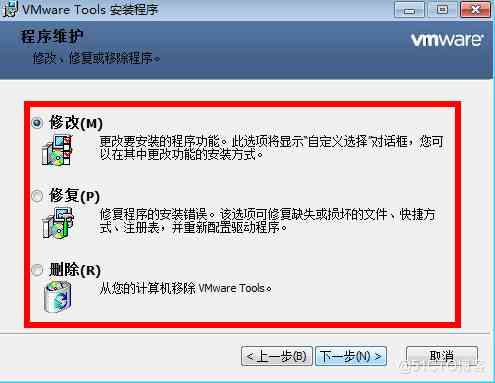 VMware Tools 安装程序
程序维护
修改、修复或移除程序。
vmware
修改(M)
更改要安装的程序功能。此选项将显示“自定义选择”对话框，您可
以在其中更改功能的安装方式。
修复(P)
修复程序的安装错误。该选项可修复缺失或损坏的文件、快捷方
式、注册表，并重新配置驱动程序。
删除(R)
从您的计算机移除 VMware Tools。
<上一步(B)
下一步(N)>
取消
@51CTO博客